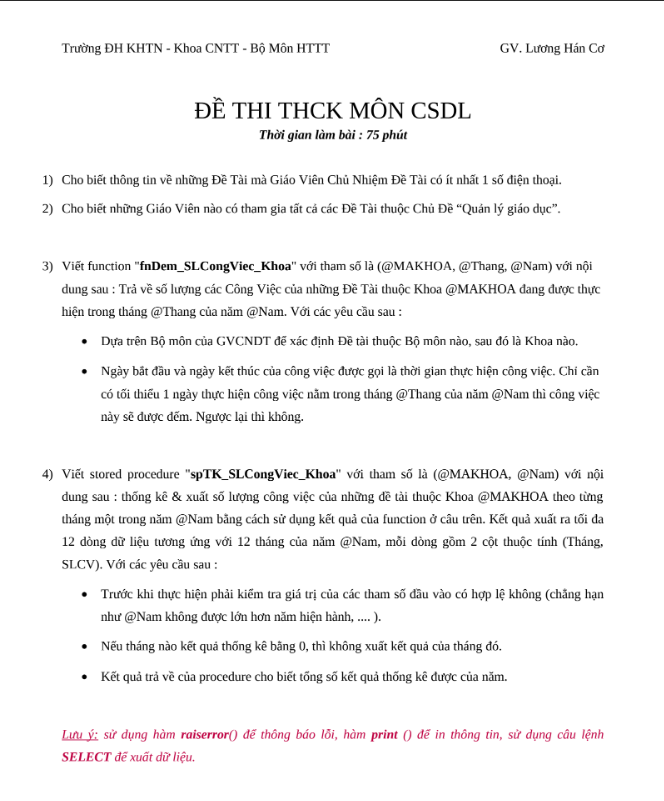 Trường ĐH KHTN - Khoa CNTT - Bộ Môn HTTT GV. Lương Hán Cơ
ĐỀ THI THCK MÔN CSDL
Thời gian làm bài : 75 phút
1) Cho biết thông tin về những Đề Tài mà Giáo Viên Chủ Nhiệm Đề Tài có ít nhất 1 số điện thoại.
2) Cho biết những Giáo Viên nào có tham gia tất cả các Đề Tài thuộc Chủ Đề “Quản lý giáo dục”.
3) Viết function "fnDem_SLCongViec_Khoa" với tham số là (@MAKHOA, @Thang, @Nam) với nội
dung sau : Trả về số lượng các Công Việc của những Đề Tài thuộc Khoa @MAKHOA đang được thực
hiện trong tháng @Thang của năm @Nam. Với các yêu cầu sau :
• Dựa trên Bộ môn của GVCNDT để xác định Đề tài thuộc Bộ môn nào, sau đó là Khoa nào.
• Ngày bắt đầu và ngày kết thúc của công việc được gọi là thời gian thực hiện công việc. Chỉ cần
có tối thiểu 1 ngày thực hiện công việc nằm trong tháng @Thang của năm @Nam thì công việc
này sẽ được đếm. Ngược lại thì không.
4) Viết stored procedure "spTK_SLCongViec_Khoa" với tham số là (@MAKHOA, @Nam) với nội
dung sau : thống kê & xuất số lượng công việc của những đề tài thuộc Khoa @MAKHOA theo từng
tháng một trong năm @Nam bằng cách sử dụng kết quả của function ở câu trên. Kết quả xuất ra tối đa
12 dòng dữ liệu tương ứng với 12 tháng của năm @Nam, mỗi dòng gồm 2 cột thuộc tính (Tháng,
SLCV). Với các yêu cầu sau :
• Trước khi thực hiện phải kiểm tra giá trị của các tham số đầu vào có hợp lệ không (chẳng hạn
như @Nam không được lớn hơn năm hiện hành, .... ).
• Nếu tháng nào kết quả thống kê bằng 0, thì không xuất kết quả của tháng đó.
• Kết quả trả về của procedure cho biết tổng số kết quả thống kê được của năm.
Lưu ý: sử dụng hàm raiserror() để thông báo lỗi, hàm print () để in thông tin, sử dụng câu lệnh
SELECT để xuất dữ liệu.